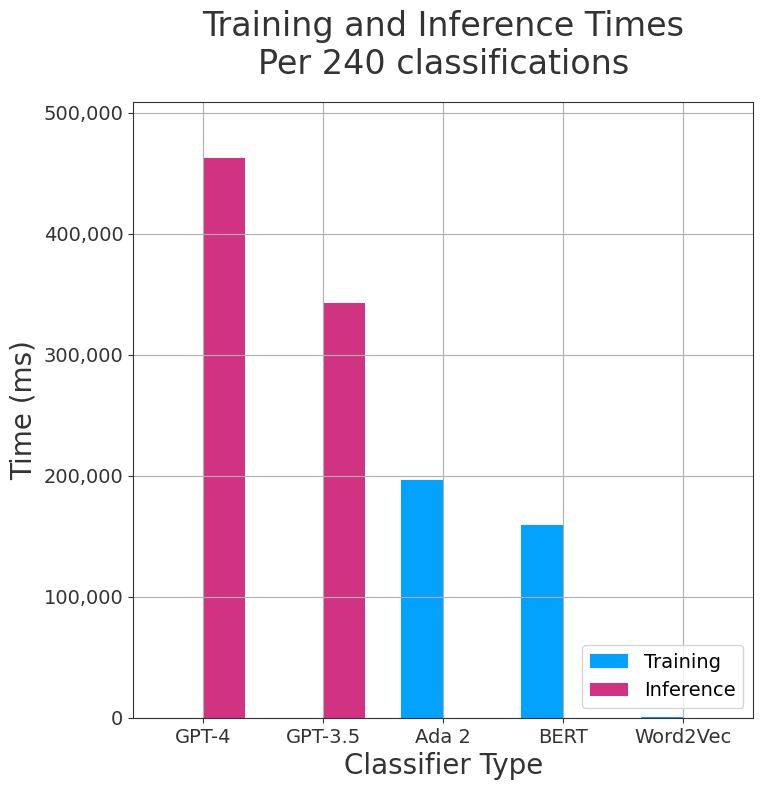 Training and Inference Times
Per 240 classifications
500,000
400,000
300,000
200,000
100,000
0
Time (ms)
GPT-4
GPT-3.5
Ada 2
BERT
Word2Vec
Classifier Type
Training
Inference